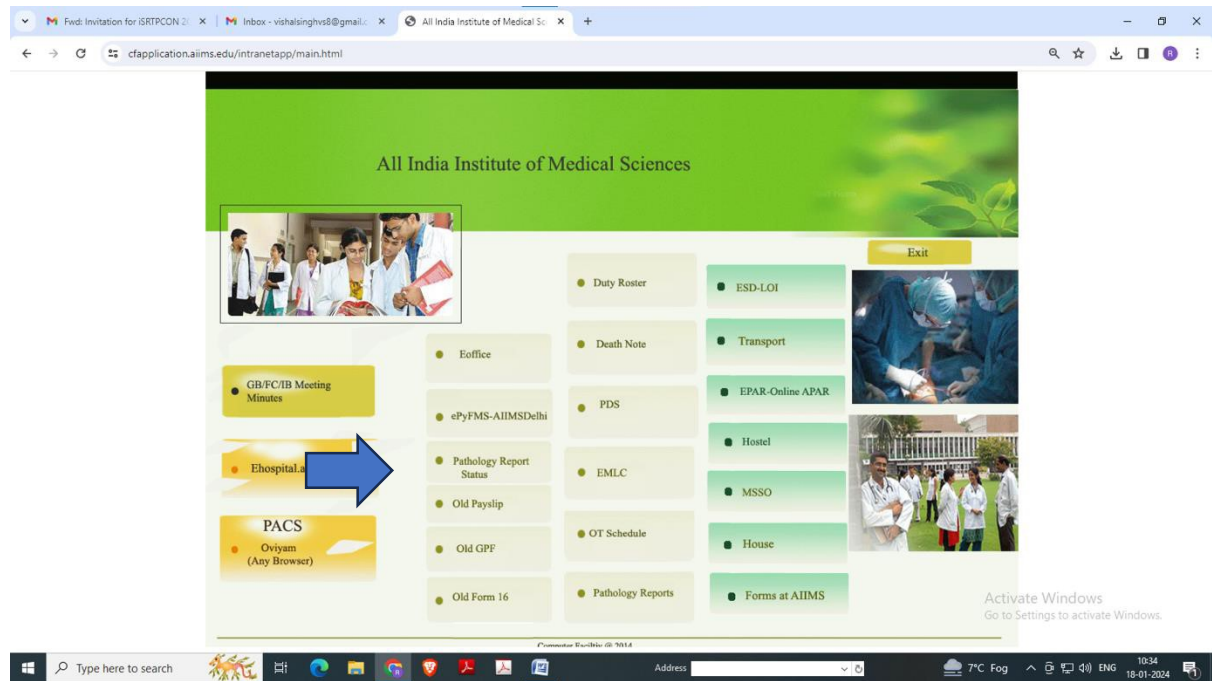 Fwd: Invitation for iSRTPCON 2
Inbox - vishalsinghvs8@gmail.c
All India Institute of Medical Sc
cfapplication.aiims.edu/intranetapp/main.html
R
All India Institute of Medical Sciences
Exit
GB/FC/IB Meeting
Minutes
Ehospital.a
PACS
Oviyam
(Any Browser)
Eoffice
ePyFMS-AIIMSDelhi
Pathology Report
Status
Old Payslip
Old GPF
Old Form 16
Duty Roster
Death Note
PDS
EMLC
OT Schedule
Pathology Reports
ESD-LOI
Transport
EPAR-Online APAR
Hostel
MSSO
House
Forms at AIIMS
Activate Windows
Go to Settings to activate Windows.
Computer Facility @ 2014
Type here to search
Address
7°C Fog
ENG
10:34
18-01-2024